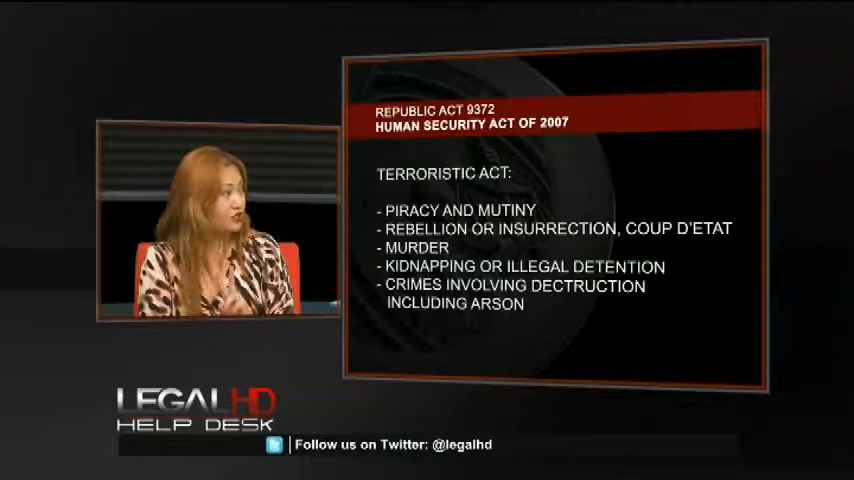 REPUBLIC ACT 9372
HUMAN SECURITY ACT OF 2007
TERRORISTIC ACT:
- PIRACY AND MUTINY
- REBELLION OR INSURRECTION, COUP D'ETAT
- MURDER
- KIDNAPPING OR ILLEGAL DETENTION
- CRIMES INVOLVING DECTRUCTION
INCLUDING ARSON
LEGALHD
HELP DESK
Follow us on Twitter: @legalhd